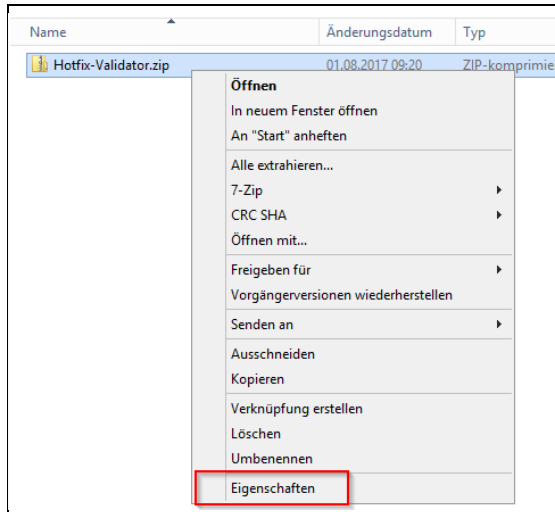 Name Änderungsdatum Typ
Hotfix-Validator.zip 01.08.2017 09:20 ZIP-komprimie
Öffnen
In neuem Fenster öffnen
An "Start" anheften
Alle extrahieren...
7-Zip
CRC SHA
Öffnen mit...
Freigeben für
Vorgängerversionen wiederherstellen
Senden an
Ausschneiden
Kopieren
Verknüpfung erstellen
Löschen
Umbenennen
Eigenschaften